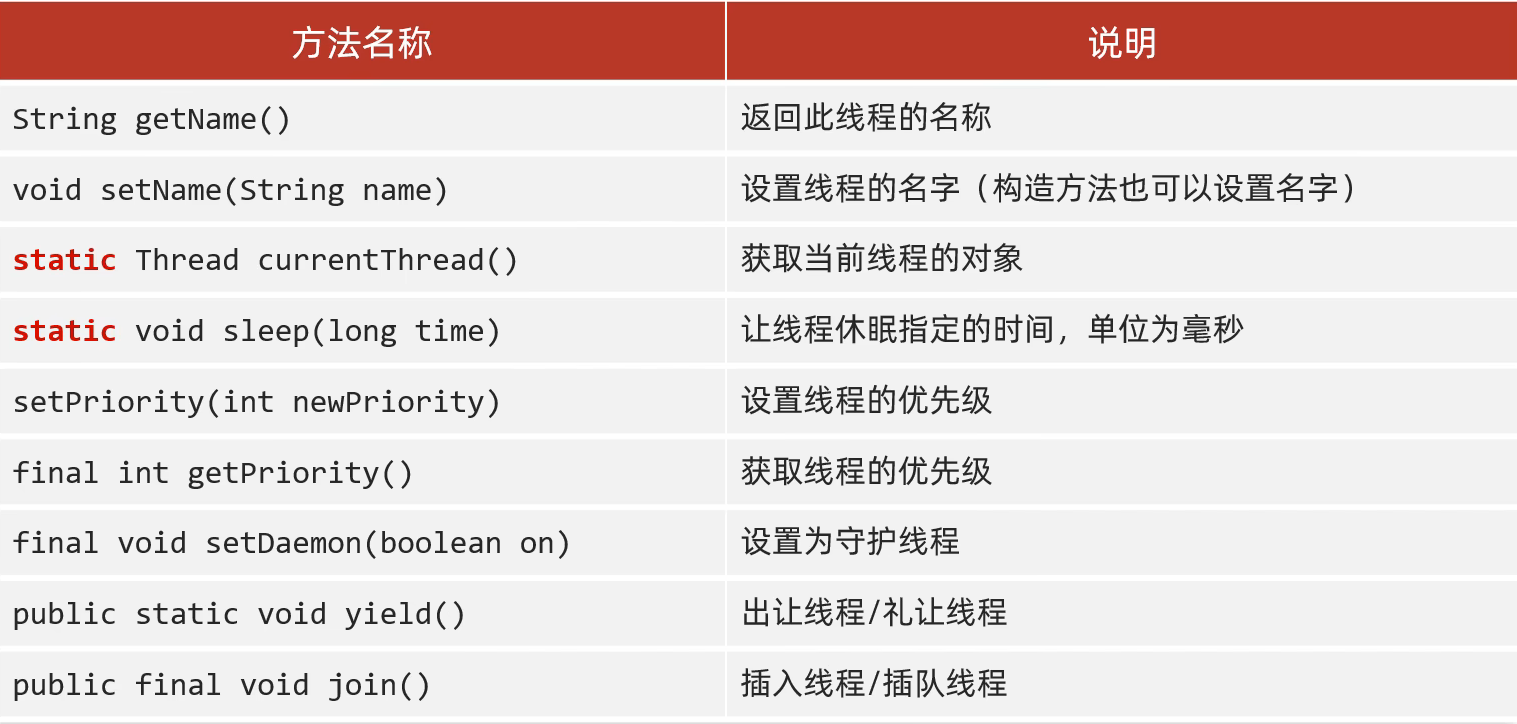 方法名称 说明
String getName() 返回此线程的名称
void setName(String name) 设置线程的名字（构造方法也可以设置名字）
static Thread currentThread() 获取当前线程的对象
static void sleep(long time) 让线程休眠指定的时间，单位为毫秒
setPriority(int newPriority) 设置线程的优先级
final int getPriority() 获取线程的优先级
final void setDaemon(boolean on) 设置为守护线程
public static void yield() 出让线程/礼让线程
public final void join() 插入线程/插队线程